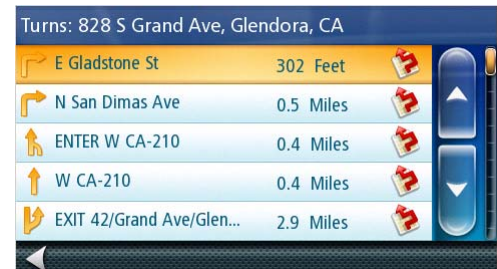 Turns: 828 S Grand Ave, Glendora, CA
E Gladstone St 302 Feet
N San Dimas Ave 0.5 Miles
ENTER W CA-210 0.4 Miles
W CA-210 0.4 Miles
EXIT 42/Grand Ave/Glen... 2.9 Miles